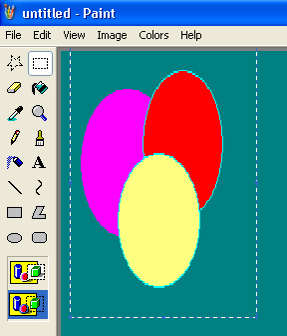 untitled - Paint
File Edit View Image Colors Help
A